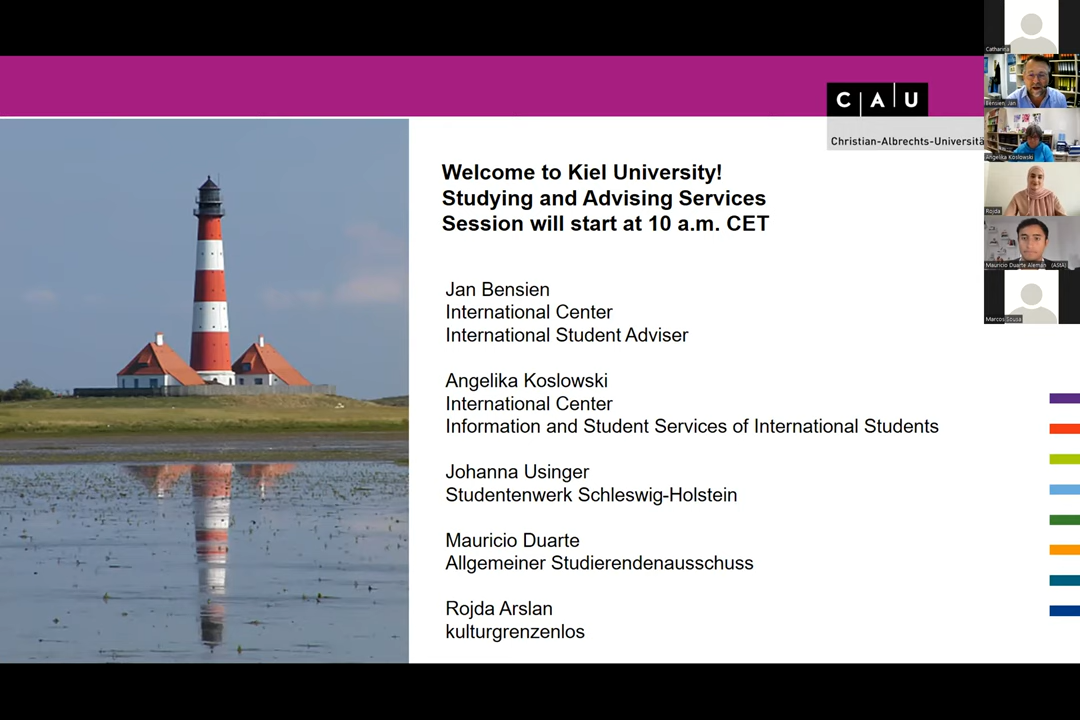 C A U
Christian-Albrechts-Universitä
Welcome to Kiel University!
Studying and Advising Services
Session will start at 10 a.m. CET
Jan Bensien
International Center
International Student Adviser
Angelika Koslowski
International Center
Information and Student Services of International Students
Johanna Usinger
Studentenwerk Schleswig-Holstein
Mauricio Duarte
Allgemeiner Studierendenausschuss
Rojda Arslan
kulturgrenzenlos
Catharina
Bensien, Jan
Angelika Koslowski
Rojda
Mauricio Duarte Alemán (AStA)
Marcos Sousa